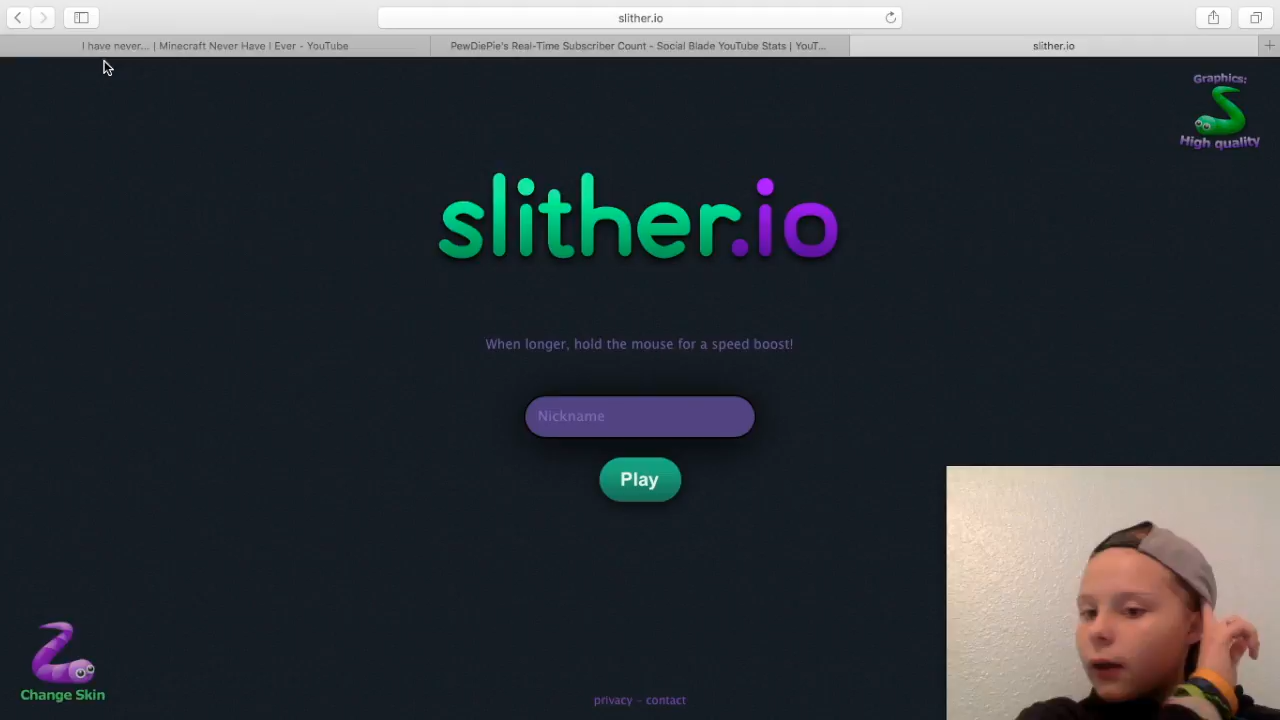 slither.io
I have never... | Minecraft Never Have I Ever - YouTube
PewDiePie's Real-Time Subscriber Count - Social Blade YouTube Stats | YouT...
slither.io
Graphics:
High quality
slither.io
When longer, hold the mouse for a speed boost!
Nickname
Play
Change Skin
privacy - contact